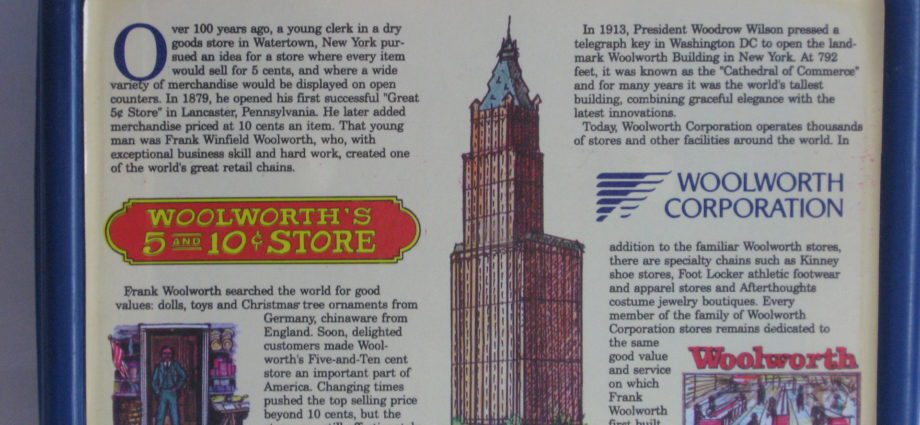 Over 100 years ago, a young clerk in a dry
goods store in Watertown, New York pur-
sued an idea for a store where every item
would sell for 5 cents, and where a wide
variety of merchandise would be displayed on open
counters. In 1879, he opened his first successful "Great
5¢ Store" in Lancaster, Pennsylvania. He later added
merchandise priced at 10 cents an item. That young
man was Frank Winfield Woolworth, who, with
exceptional business skill and hard work, created one
of the world's great retail chains.
WOOLWORTH'S
5 AND 10¢ STORE
Frank Woolworth searched the world for good
values: dolls, toys and Christmas tree ornaments from
Germany, chinaware from
England. Soon, delighted
customers made Wool-
worth's Five-and-Ten cent
store an important part of
America. Changing times
pushed the top selling price
beyond 10 cents, but the
In 1913, President Woodrow Wilson pressed a
telegraph key in Washington DC to open the land-
mark Woolworth Building in New York. At 792
feet, it was known as the "Cathedral of Commerce"
and for many years it was the world's tallest
building, combining graceful elegance with the
latest innovations.
Today, Woolworth Corporation operates thousands
of stores and other facilities around the world. In
WOOLWORTH
CORPORATION
addition to the familiar Woolworth stores,
there are specialty chains such as Kinney
shoe stores, Foot Locker athletic footwear
and apparel stores and Afterthoughts
costume jewelry boutiques. Every
member of the family of Woolworth
Corporation stores remains dedicated to
the same
good value
and service
on which
Frank
Woolworth
first built
Woolworth